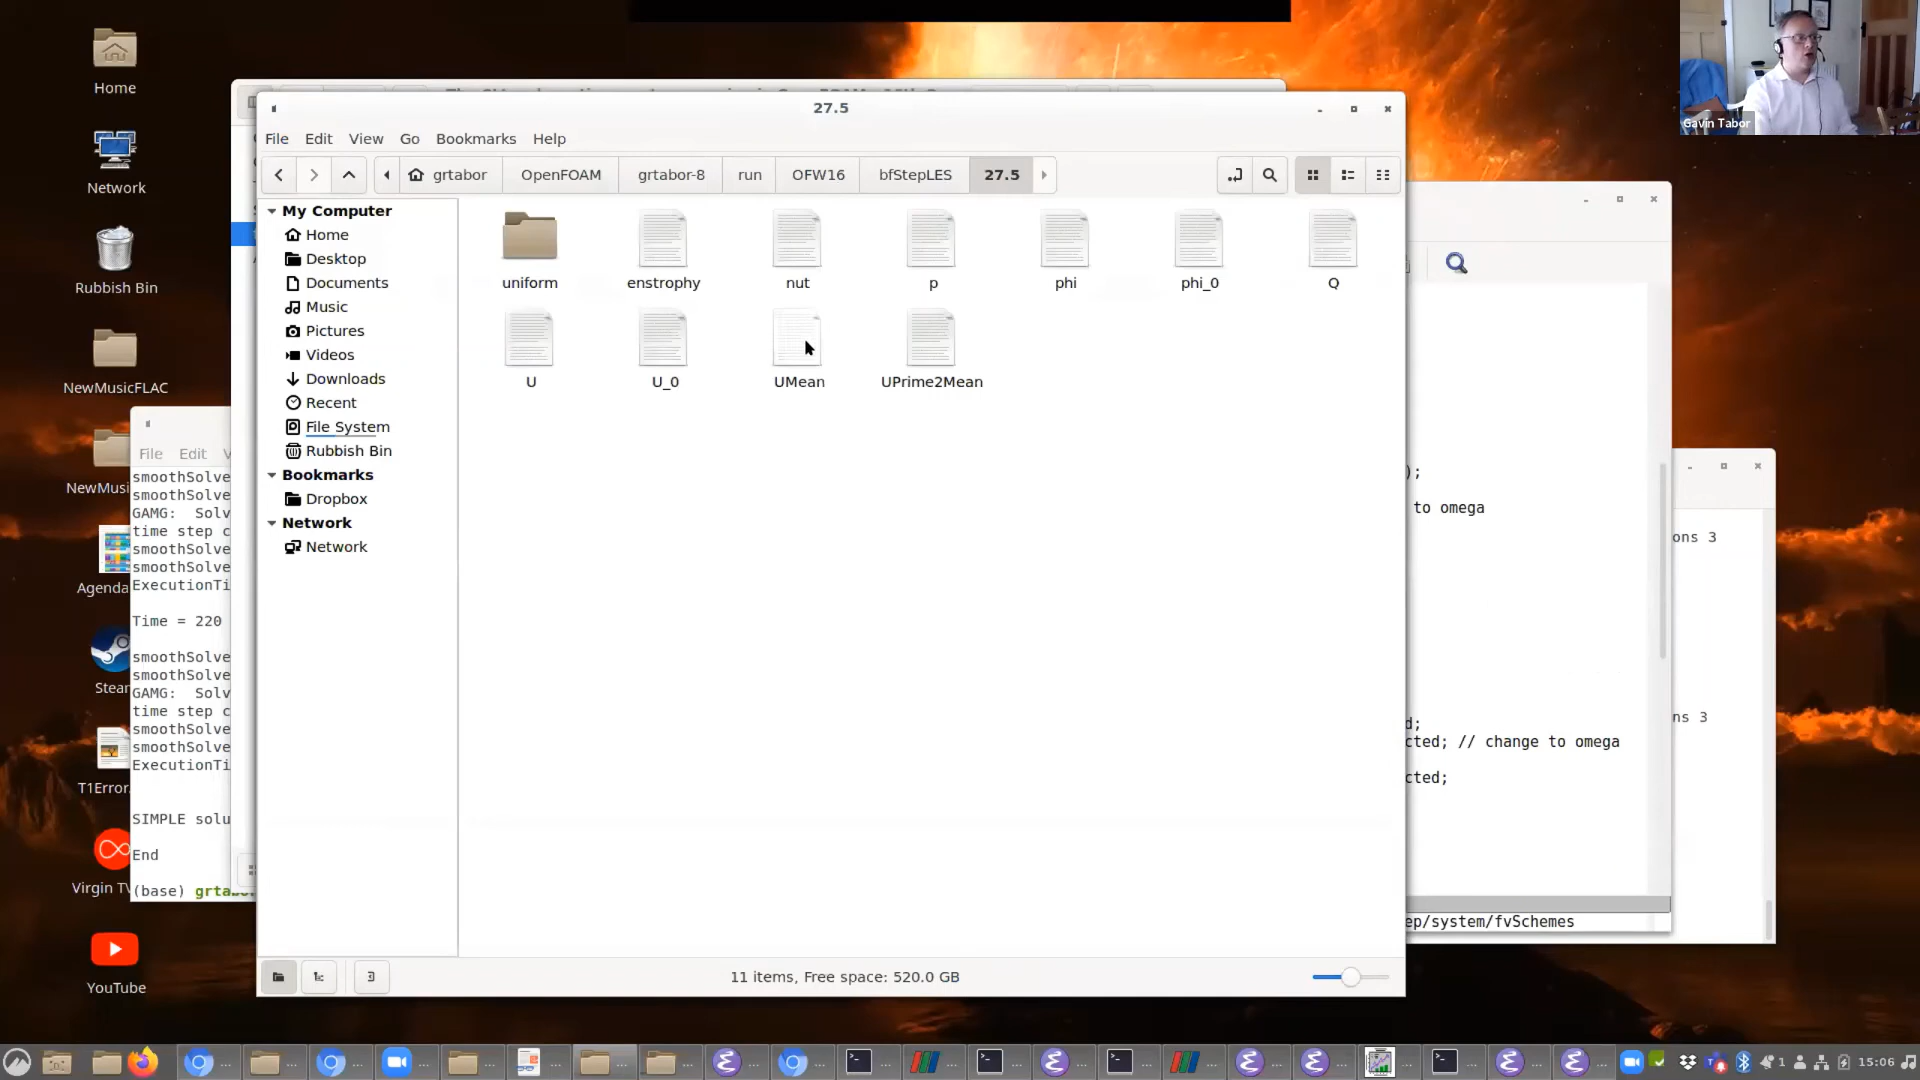 Home
Network
Rubbish Bin
NewMusicFLAC
NewMusi
Agenda
Steam
T1Error.
Virgin TV
YouTube
Gavin Tabor
27.5
File Edit View Go Bookmarks Help
grtabor OpenFOAM grtabor-8 run OFW16 bfStepLES 27.5
My Computer
Home
Desktop
Documents
Music
Pictures
Videos
Downloads
Recent
File System
Rubbish Bin
Bookmarks
Dropbox
Network
Network
uniform enstrophy nut p phi phi_0 Q
U U_0 UMean UPrime2Mean
11 items, Free space: 520.0 GB
File Edit V
smoothSolve
smoothSolve
GAMG: Solv
time step c
smoothSolve
smoothSolve
ExecutionTi
Time = 220
smoothSolve
smoothSolve
GAMG: Solv
time step c
smoothSolve
smoothSolve
ExecutionTi
SIMPLE solu
End
(base) grtabo
);
to omega
d;
cted; // change to omega
cted;
ep/system/fvSchemes
ons 3
ns 3
15:06